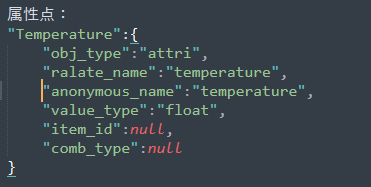 属性点：
"Temperature":{
"obj_type":"attri",
"ralate_name":"temperature",
"anonymous_name":"temperature",
"value_type":"float",
"item_id":null,
"comb_type":null
}